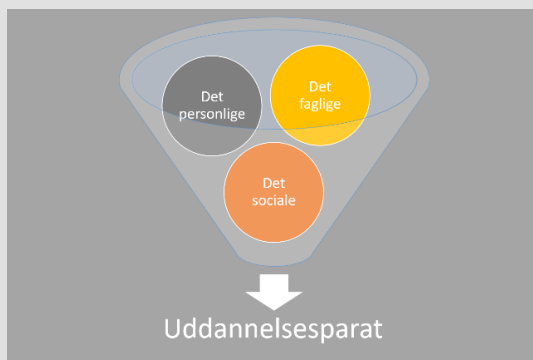 Det
personlige
Det
faglige
Det
sociale
Uddannelsesparat